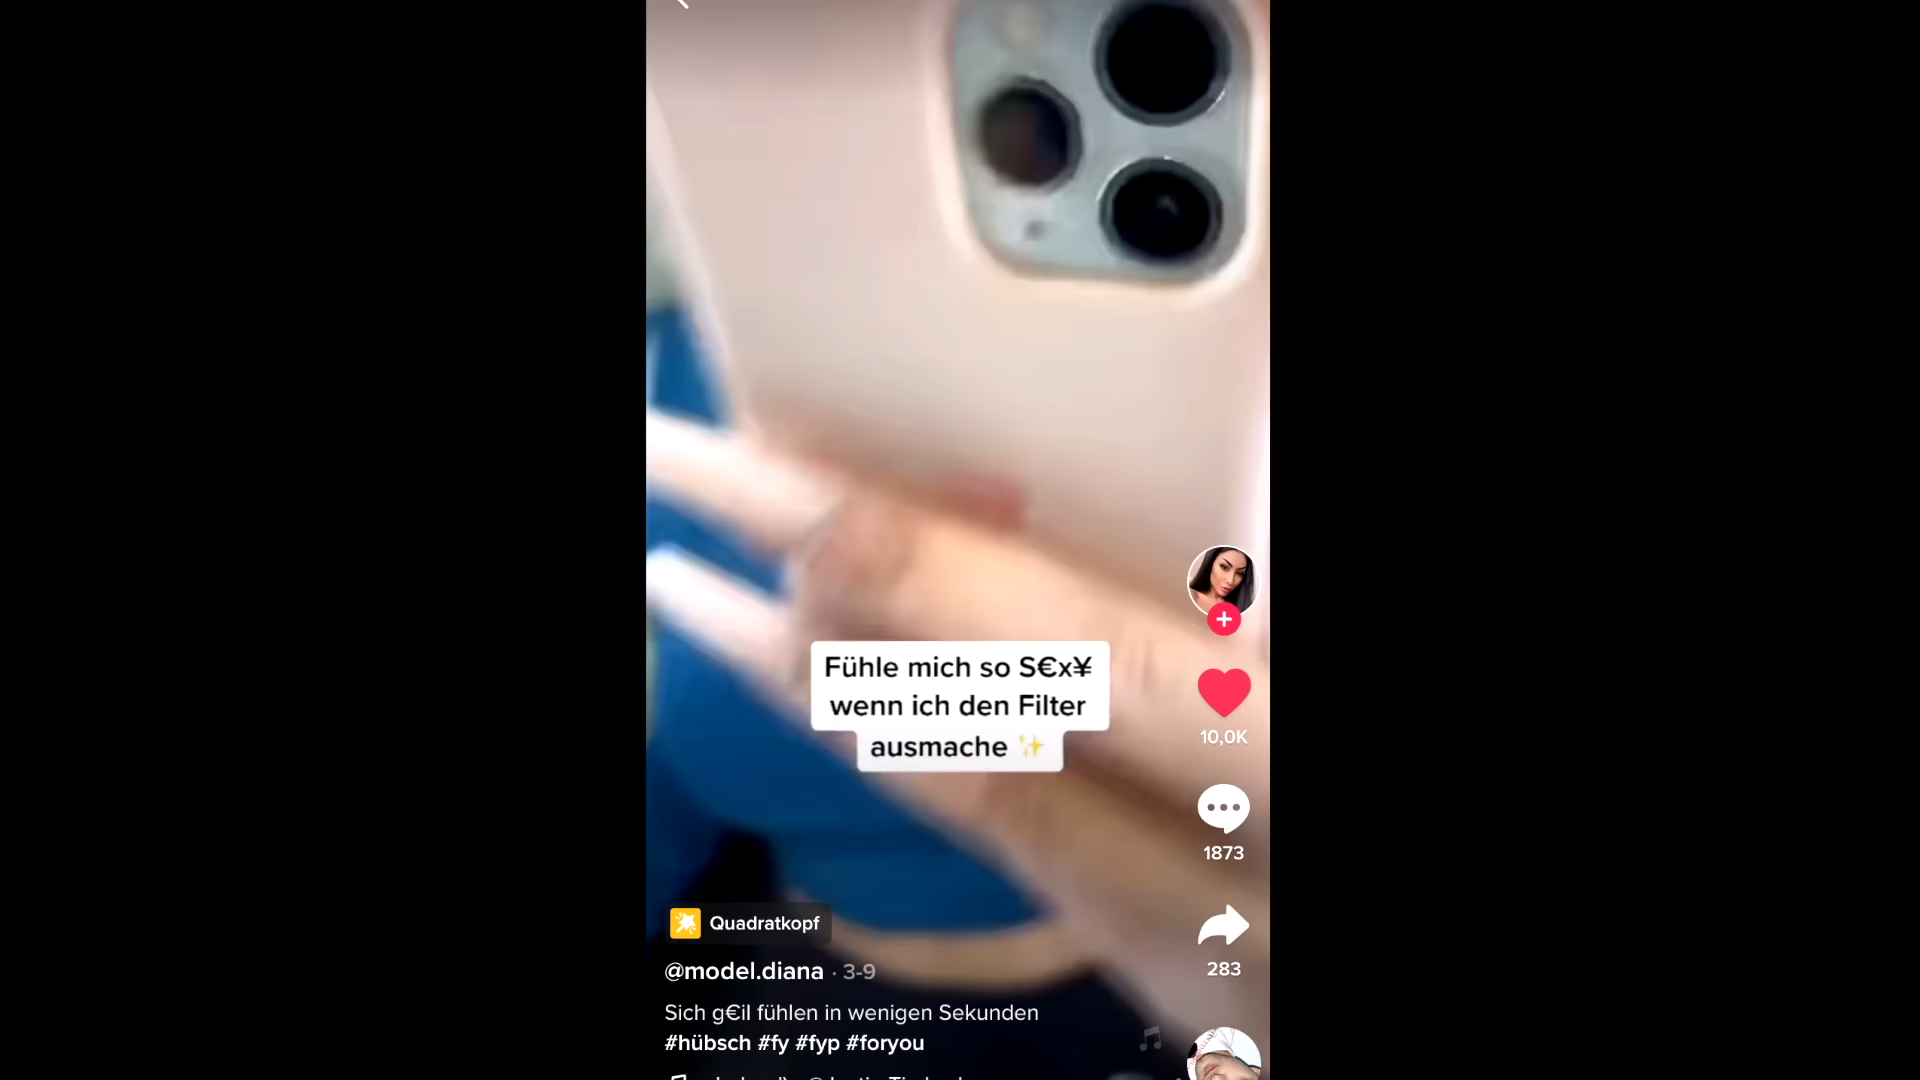 Fühle mich so S€x¥
wenn ich den Filter
ausmache ✨
10,0K
1873
283
Quadratkopf
@model.diana · 3-9
Sich g€il fühlen in wenigen Sekunden
#hübsch #fy #fyp #foryou